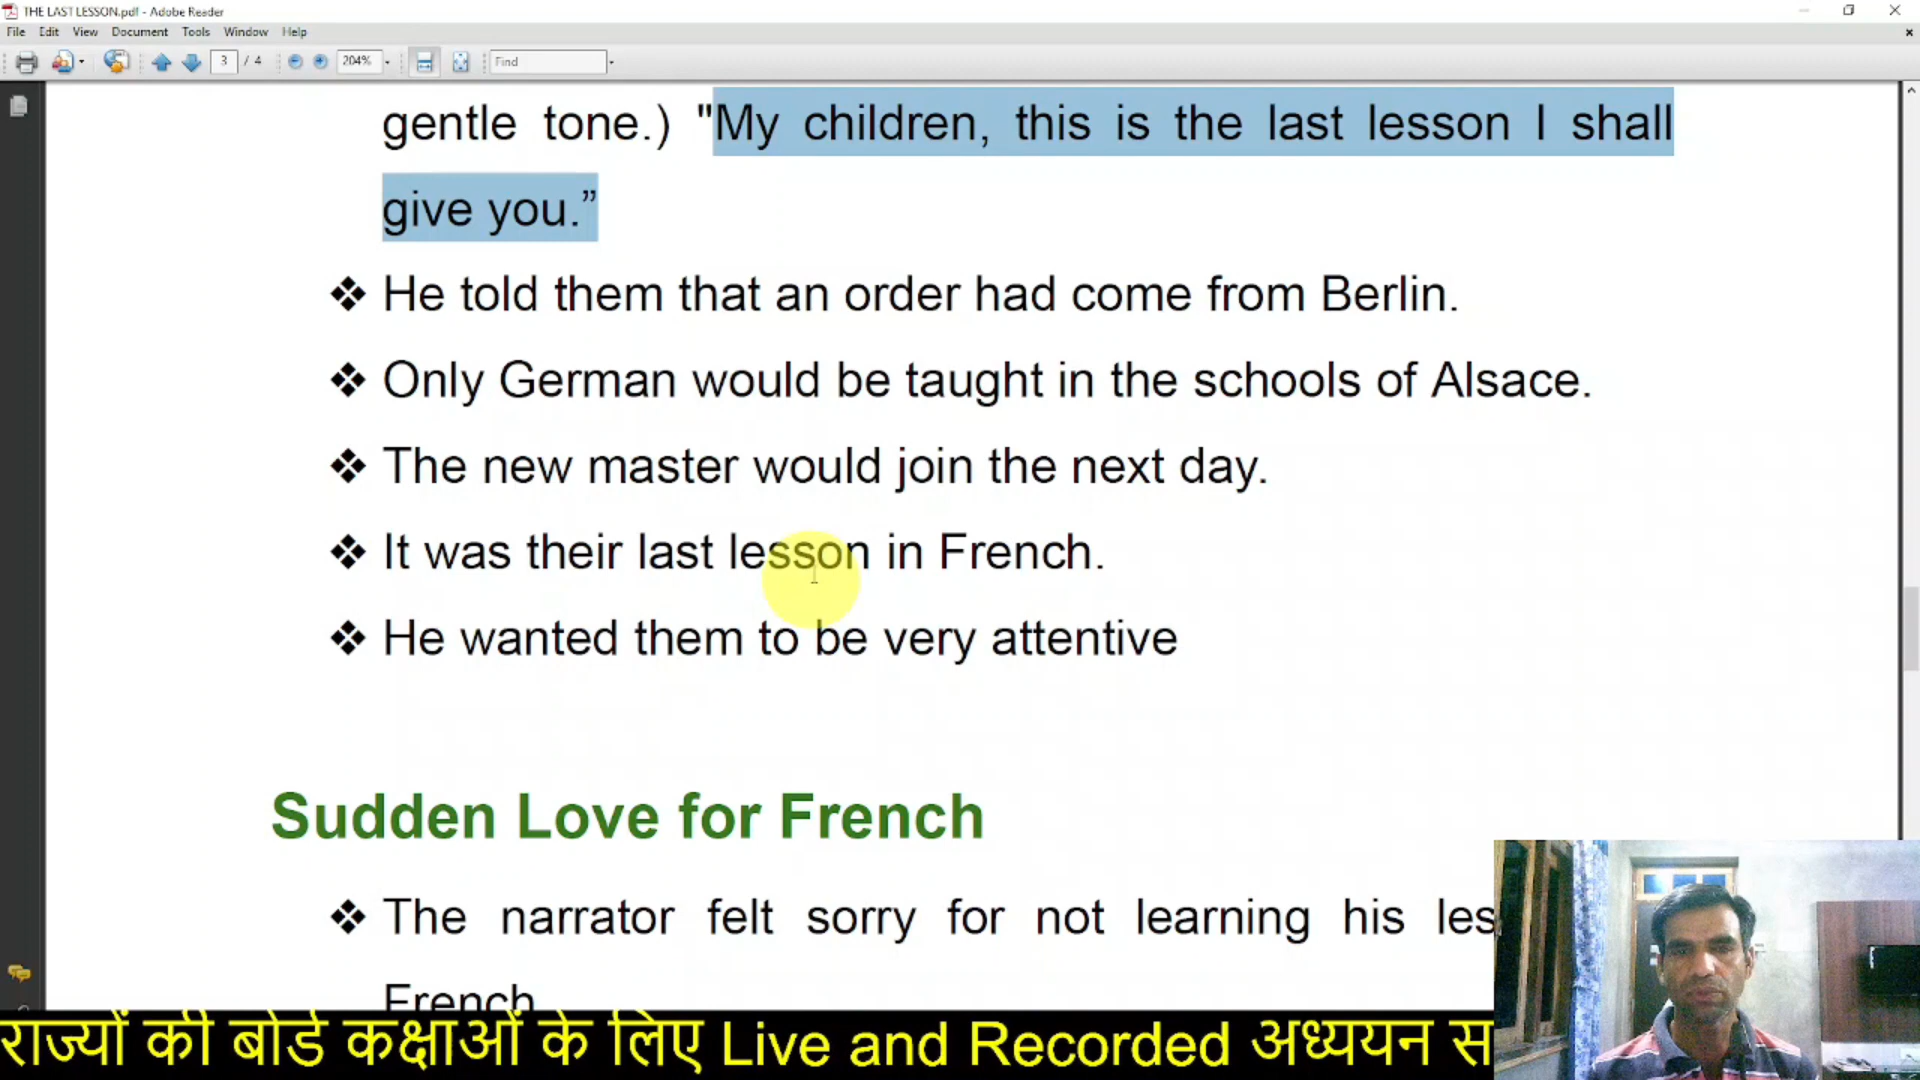 THE LAST LESSON.pdf - Adobe Reader
File Edit View Document Tools Window Help
3 / 4 204% Find
gentle tone.) "My children, this is the last lesson I shall
give you.”
❖ He told them that an order had come from Berlin.
❖ Only German would be taught in the schools of Alsace.
❖ The new master would join the next day.
❖ It was their last lesson in French.
❖ He wanted them to be very attentive
Sudden Love for French
❖ The narrator felt sorry for not learning his les
French
राज्यों की बोर्ड कक्षाओं के लिए Live and Recorded अध्ययन स